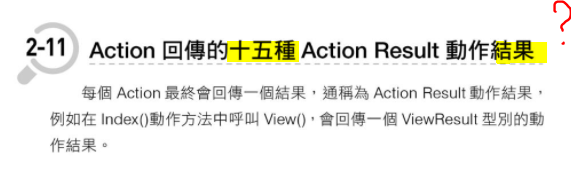 2-11 Action 回傳的十五種 Action Result 動作結果
?
每個 Action 最終會回傳一個結果，通稱為 Action Result 動作結果，
例如在 Index()動作方法中呼叫 View()，會回傳一個 ViewResult 型別的動
作結果。